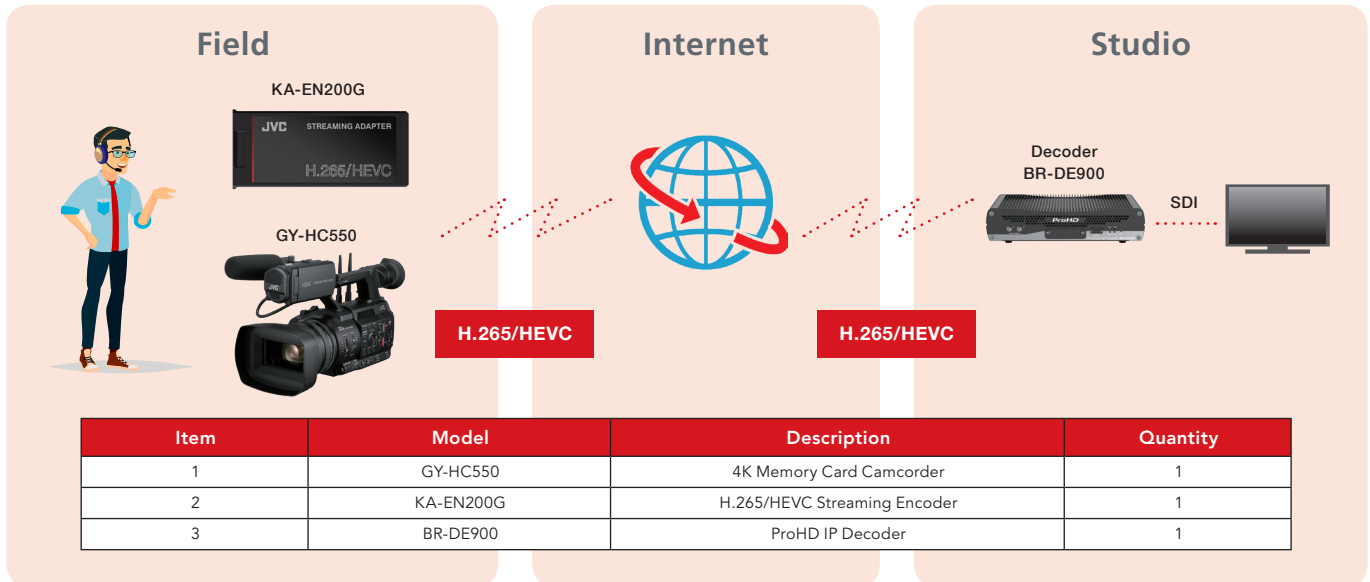 Field
Internet
Studio
KA-EN200G
JVC STREAMING ADAPTER
H.265/HEVC
GY-HC550
JVC
4K
Decoder
BR-DE900
ProHD
SDI
H.265/HEVC
H.265/HEVC
Item Model Description Quantity
1 GY-HC550 4K Memory Card Camcorder 1
2 KA-EN200G H.265/HEVC Streaming Encoder 1
3 BR-DE900 ProHD IP Decoder 1